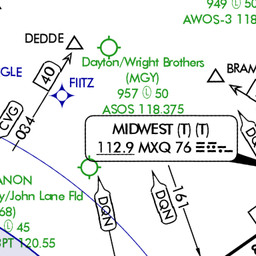 949 Ⓛ 50
AWOS-3 118
DEDDE
Dayton/Wright Brothers
(MGY)
957 Ⓛ 50
ASOS 118.375
GLE
FIITZ
BRAM
40
CVG
034
MIDWEST (T) (T)
112.9 MXQ 76
DQN
DQN
161
DQN
ANON
y/John Lane Fld
68)
Ⓛ 45
PT 120.55